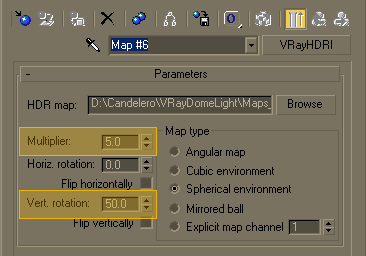 Map #6
VRayHDRI
- Parameters
HDR map: D:\Candelero\VRayDomeLight\Maps_ Browse
Multiplier: 5.0
Horiz. rotation: 0.0
Flip horizontally
Vert. rotation: 50.0
Flip vertically
Map type
Angular map
Cubic environment
Spherical environment
Mirrored ball
Explicit map channel 1